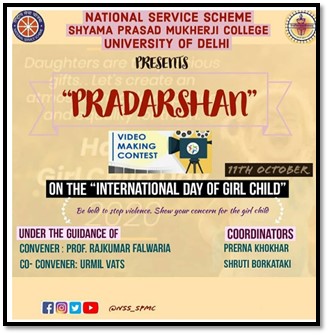 NATIONAL SERVICE SCHEME
SHYAMA PRASAD MUKHERJI COLLEGE
UNIVERSITY OF DELHI
PRESENTS
Daughters are
gifts.. Let's create an
"PRADARSHAN"
VIDEO
MAKING
CONTEST
11TH OCTOBER
ON THE "INTERNATIONAL DAY OF GIRL CHILD"
Be bold to stop violence. Show your concern for the girl child
UNDER THE GUIDANCE OF
CONVENER : PROF. RAJKUMAR FALWARIA
CO- CONVENER: URMIL VATS
COORDINATORS
PRERNA KHOKHAR
SHRUTI BORKATAKI
@NSS_SPMC